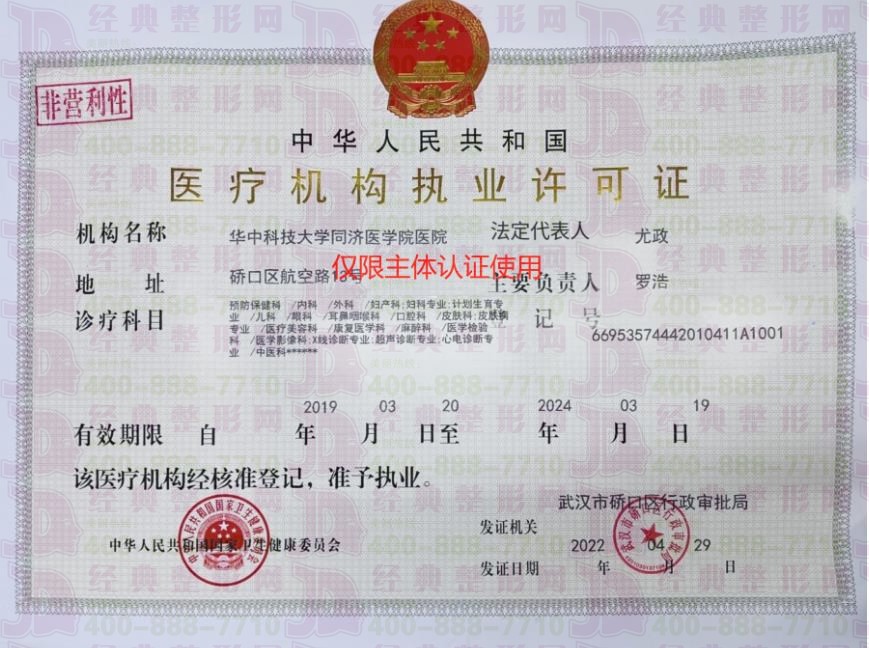 非营利性
中华人民共和国
医疗机构执业许可证
机构名称 华中科技大学同济医学院医院 法定代表人 尤政
地址 硚口区航空路13号 主要负责人 罗浩
仅限主体认证使用
诊疗科目 登记号 66953574442010411A1001
预防保健科 /内科 /外科 /妇产科;妇科专业;计划生育专
业 /儿科 /眼科 /耳鼻咽喉科 /口腔科 /皮肤科;皮肤病
专业 /医疗美容科 /康复医学科 /麻醉科 /医学检验
科 /医学影像科;X线诊断专业;超声诊断专业;心电诊断专
业 /中医科******
有效期限 自 2019 年 03 月 20 日至 2024 年 03 月 19 日
该医疗机构经核准登记，准予执业。
武汉市硚口区行政审批局
中华人民共和国国家卫生健康委员会 发证机关
发证日期 2022 年 04 月 29 日
经典整形网
400-888-7710